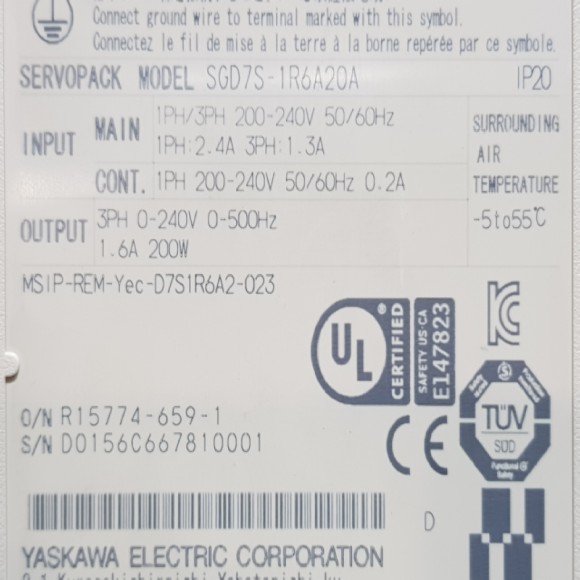 Connect ground wire to terminal marked with this symbol.
Connectez le fil de mise à la terre à la borne repérée par ce symbole.
SERVOPACK MODEL SGD7S-1R6A20A IP20
INPUT MAIN 1PH/3PH 200-240V 50/60Hz
1PH:2.4A 3PH:1.3A
CONT. 1PH 200-240V 50/60Hz 0.2A
SURROUNDING
AIR
TEMPERATURE
-5to55℃
OUTPUT 3PH 0-240V 0-500Hz
1.6A 200W
MSIP-REM-Yec-D7S1R6A2-023
UL ® CERTIFIED
SAFETY US-CA
E147823
KC
O/N R15774-659-1
S/N D0156C667810001
CE
TÜV
SÜD
Functional
Safety
D
YASKAWA ELECTRIC CORPORATION